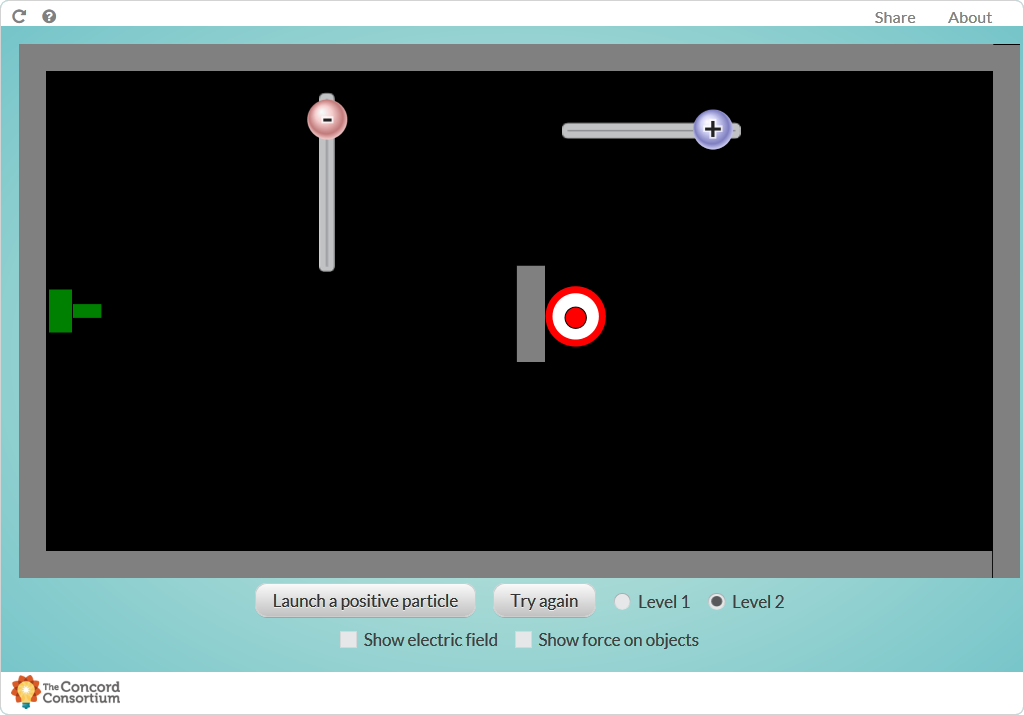 Share About
-
+
Launch a positive particle Try again Level 1 Level 2
Show electric field Show force on objects
The Concord
Consortium